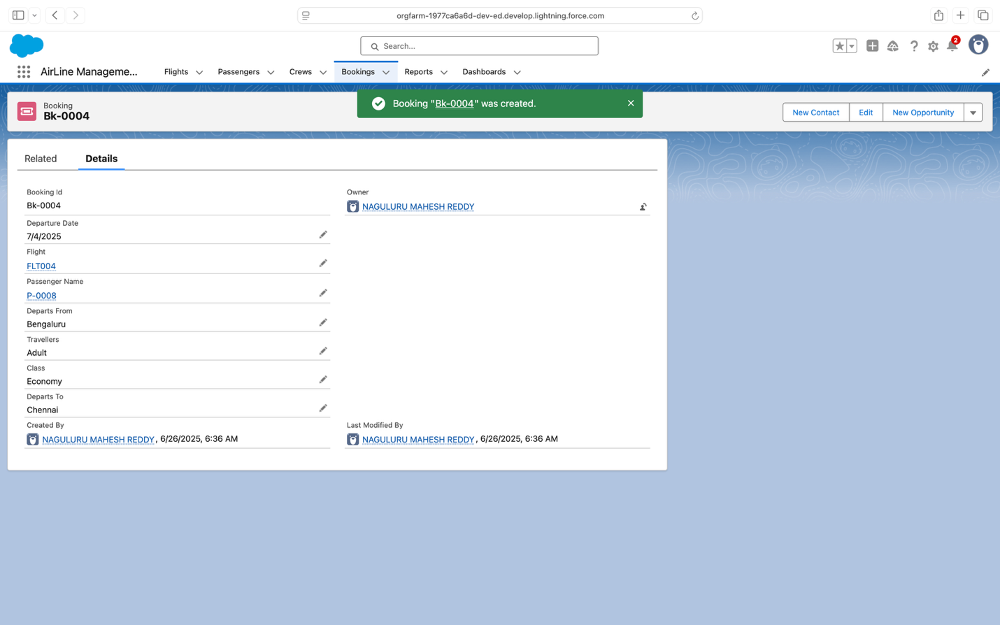 orgfarm-1977ca6a6d-dev-ed.develop.lightning.force.com
Search...
2
AirLine Manageme...
Flights
Passengers
Crews
Bookings
Reports
Dashboards
Booking
Bk-0004
Booking "Bk-0004" was created.
New Contact
Edit
New Opportunity
Related
Details
Booking Id
Bk-0004
Owner
NAGULURU MAHESH REDDY
Departure Date
7/4/2025
Flight
FLT004
Passenger Name
P-0008
Departs From
Bengaluru
Travellers
Adult
Class
Economy
Departs To
Chennai
Created By
NAGULURU MAHESH REDDY, 6/26/2025, 6:36 AM
Last Modified By
NAGULURU MAHESH REDDY, 6/26/2025, 6:36 AM